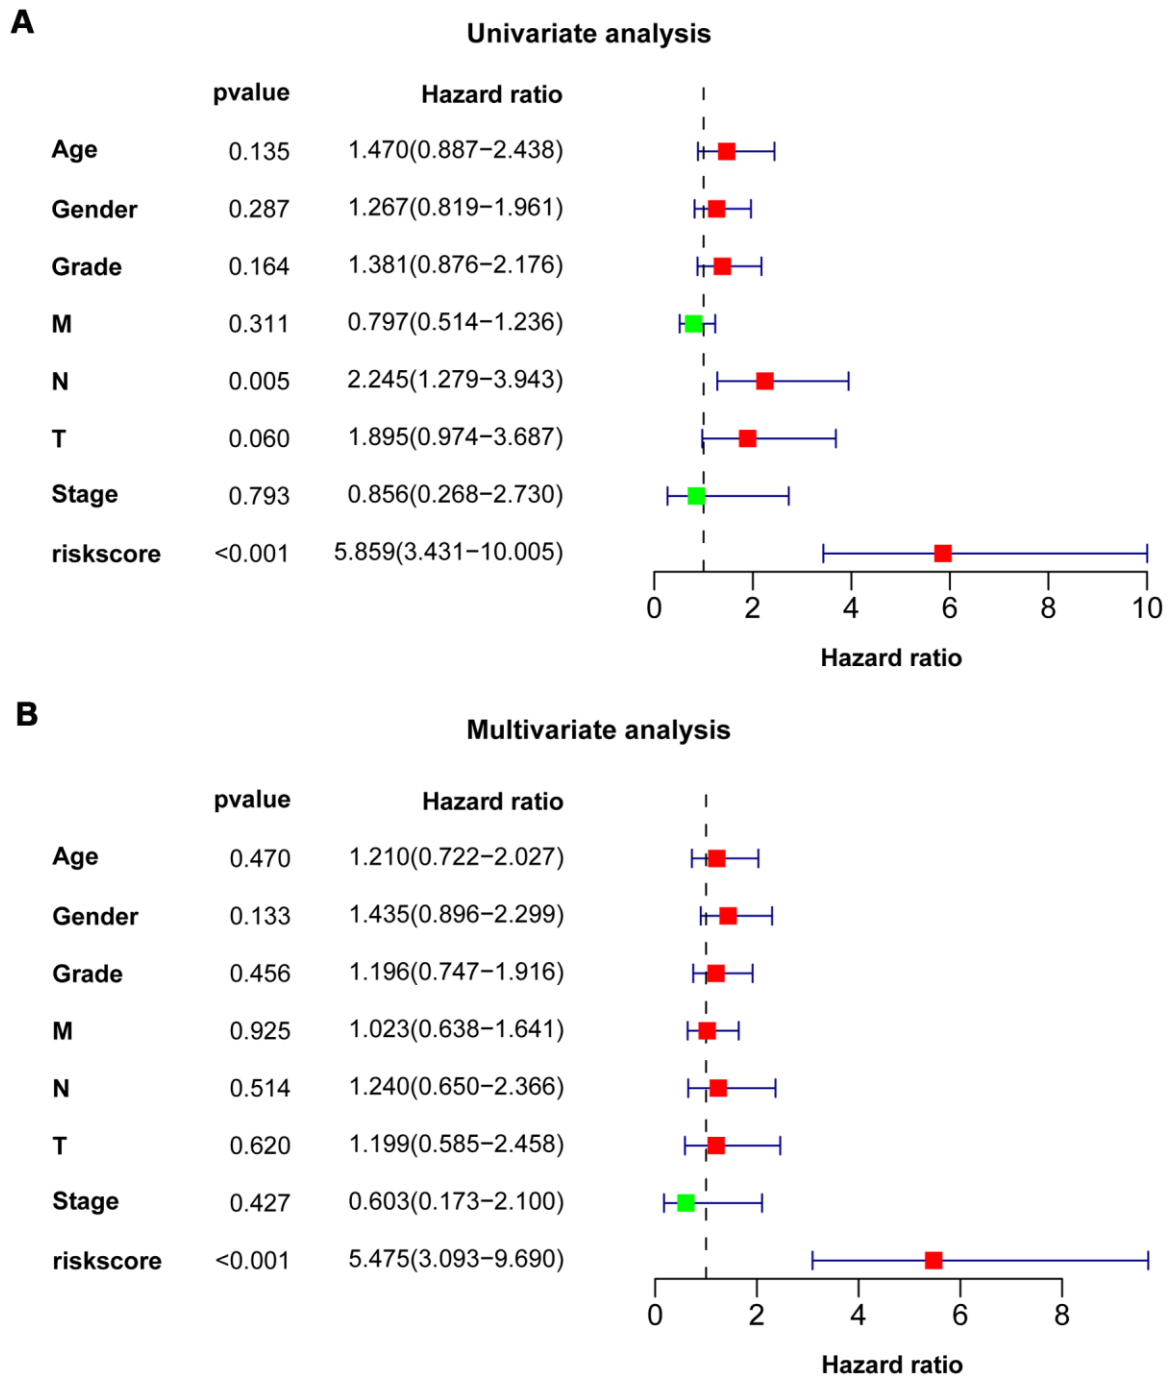 A
Univariate analysis
pvalue Hazard ratio
Age 0.135 1.470(0.887−2.438)
Gender 0.287 1.267(0.819−1.961)
Grade 0.164 1.381(0.876−2.176)
M 0.311 0.797(0.514−1.236)
N 0.005 2.245(1.279−3.943)
T 0.060 1.895(0.974−3.687)
Stage 0.793 0.856(0.268−2.730)
riskscore <0.001 5.859(3.431−10.005)
0 2 4 6 8 10
Hazard ratio
B
Multivariate analysis
pvalue Hazard ratio
Age 0.470 1.210(0.722−2.027)
Gender 0.133 1.435(0.896−2.299)
Grade 0.456 1.196(0.747−1.916)
M 0.925 1.023(0.638−1.641)
N 0.514 1.240(0.650−2.366)
T 0.620 1.199(0.585−2.458)
Stage 0.427 0.603(0.173−2.100)
riskscore <0.001 5.475(3.093−9.690)
0 2 4 6 8
Hazard ratio